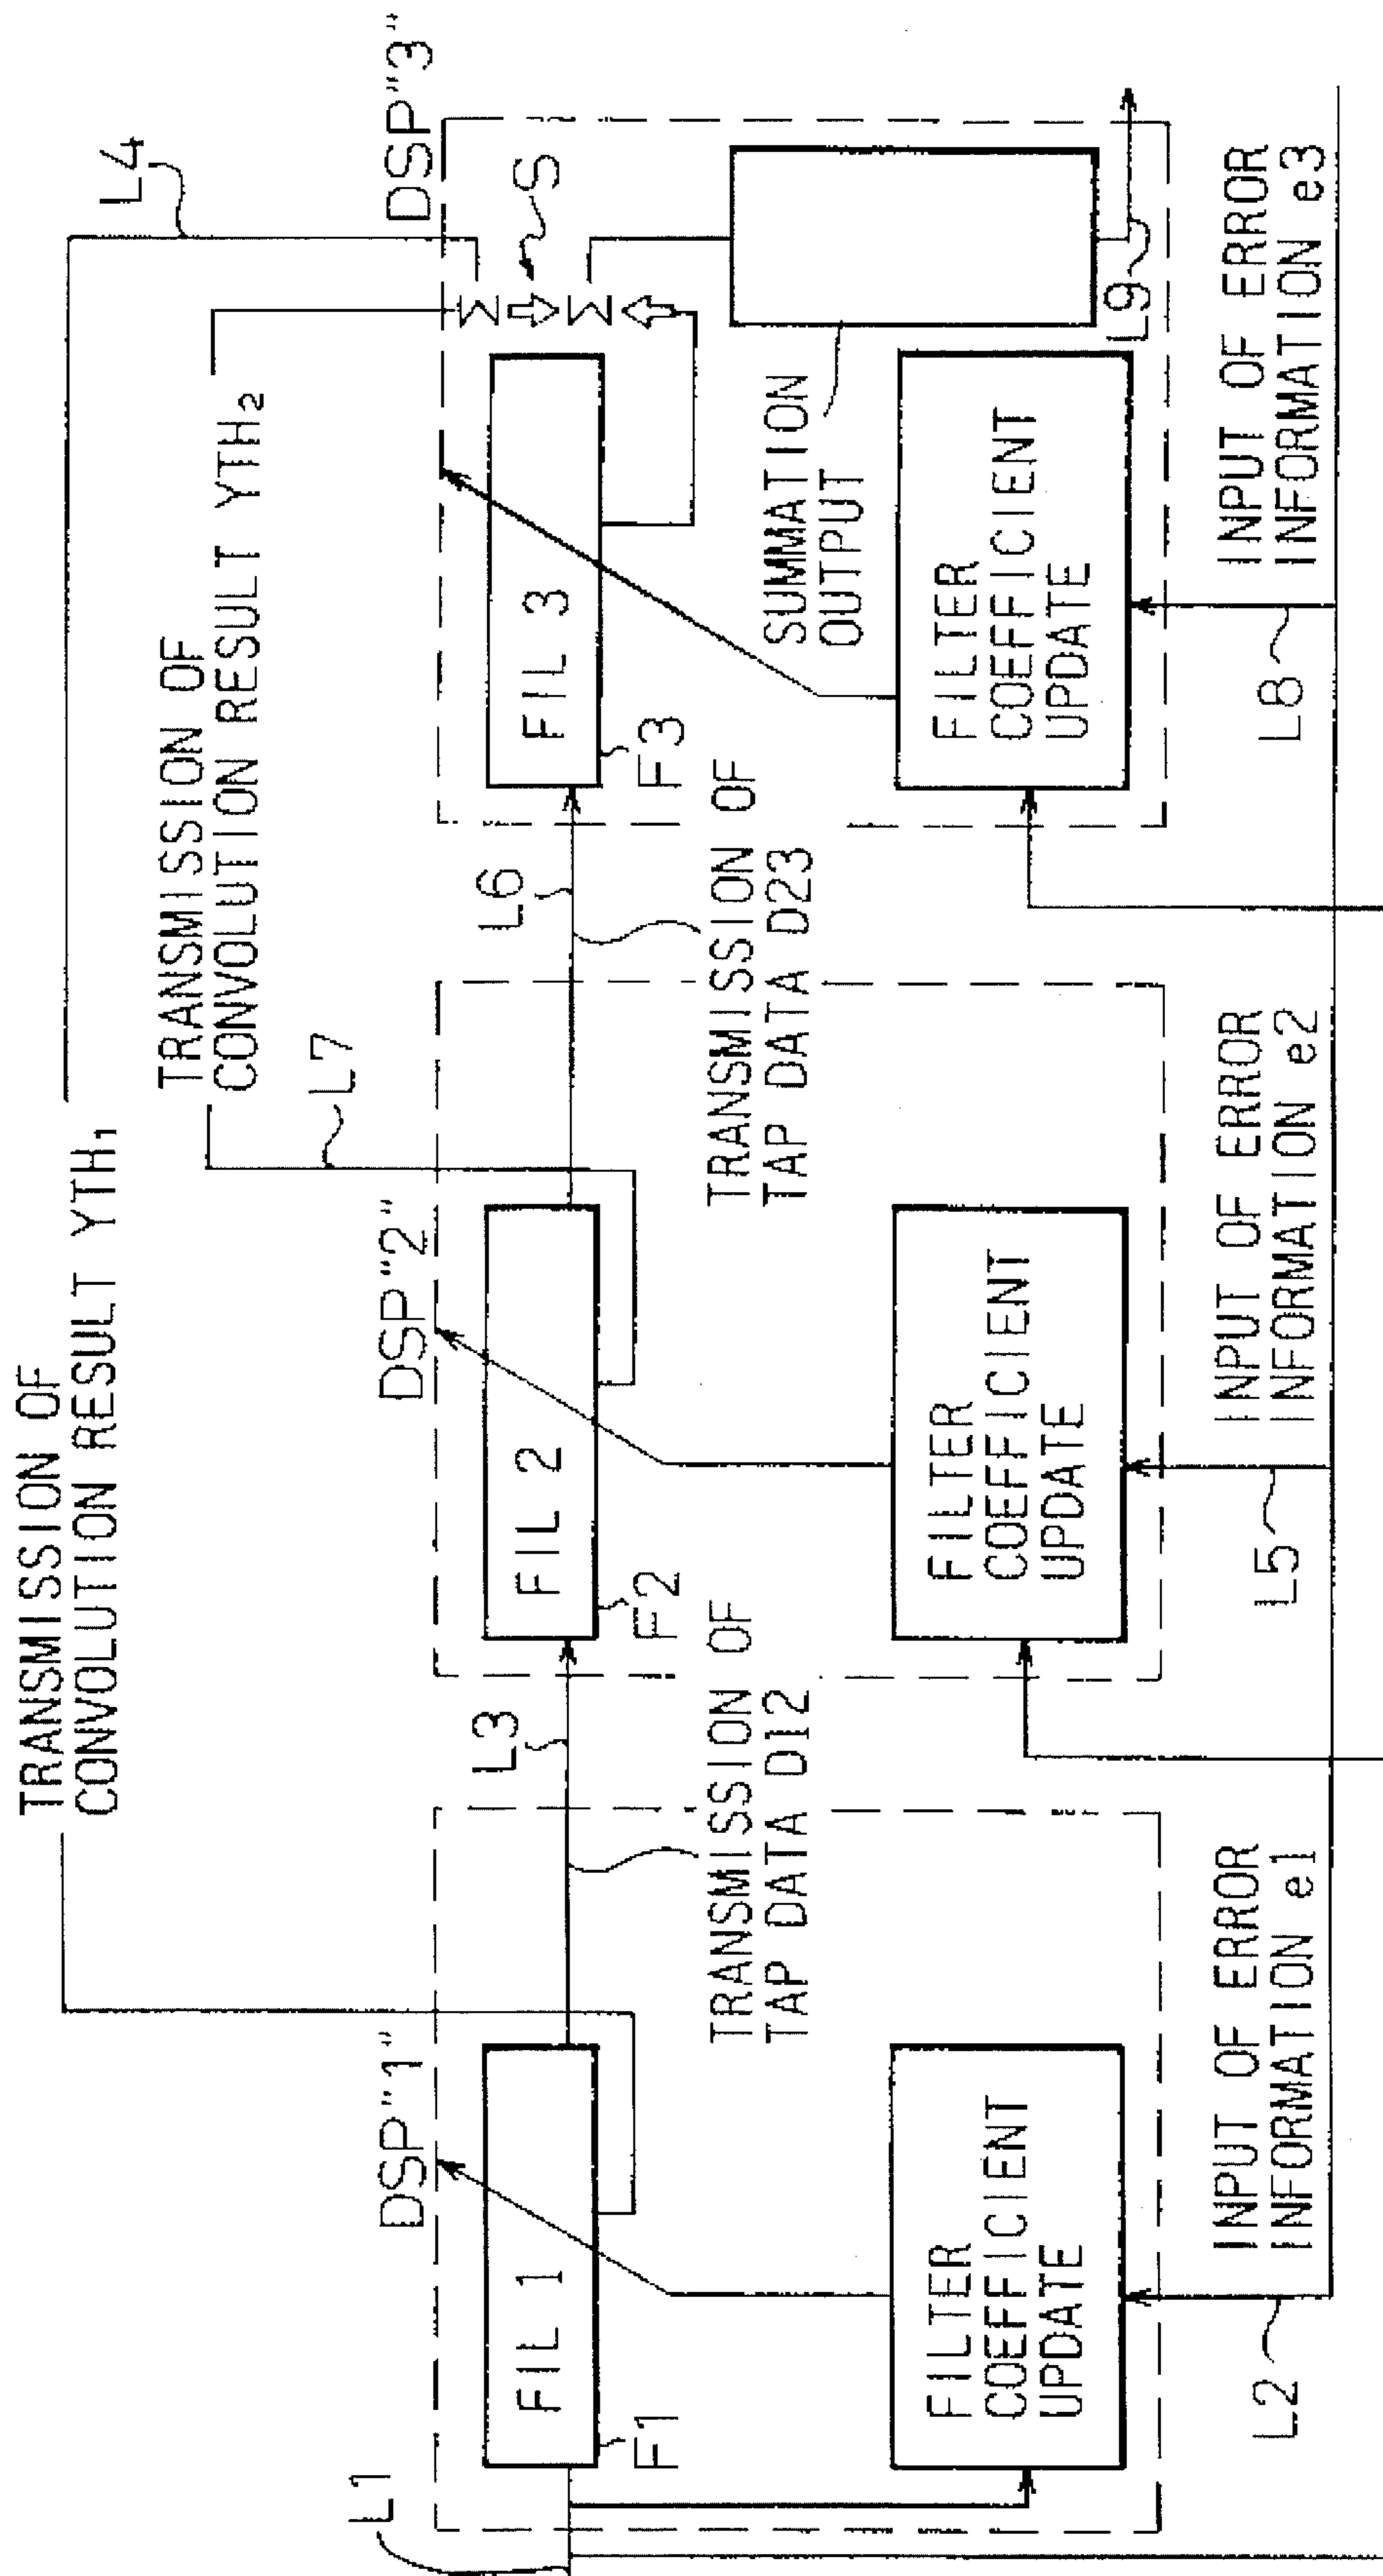 TRANSMISSION OF
CONVOLUTION RESULT YTH₁
L4
TRANSMISSION OF
CONVOLUTION RESULT YTH₂
L7
L1
DSP"1"
DSP"2"
DSP"3"
S
FIL 1
FIL 2
FIL 3
L3
L6
F1
F2
F3
TRANSMISSION OF
TAP DATA D12
TRANSMISSION OF
TAP DATA D23
SUMMATION
OUTPUT
FILTER
COEFFICIENT
UPDATE
FILTER
COEFFICIENT
UPDATE
FILTER
COEFFICIENT
UPDATE
L9
INPUT OF ERROR
INFORMATION e1
INPUT OF ERROR
INFORMATION e2
INPUT OF ERROR
INFORMATION e3
L2
L5
L8
Σ
Σ